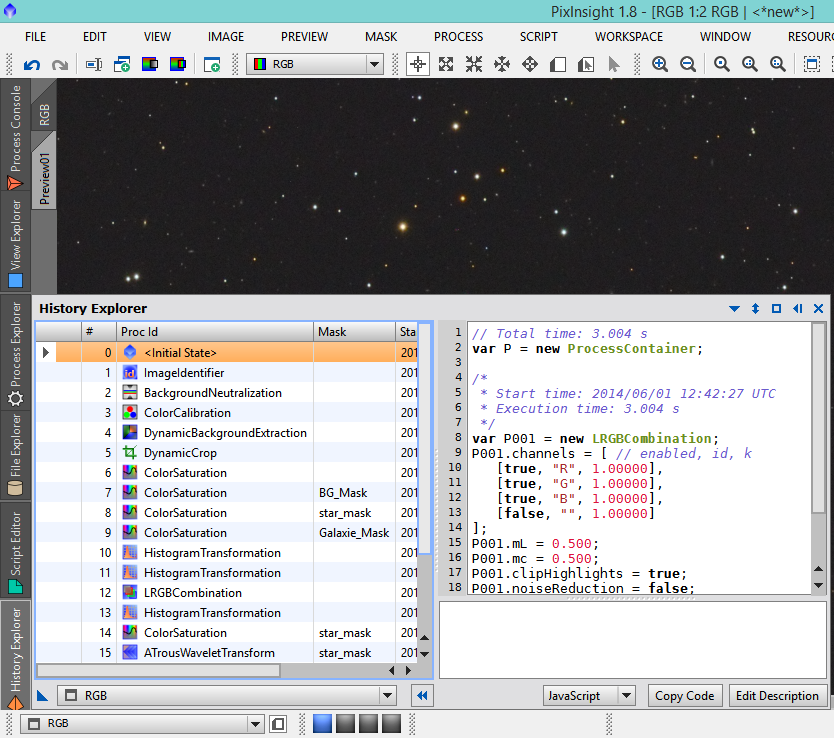 PixInsight 1.8 - [RGB 1:2 RGB | <*new*>]
FILE EDIT VIEW IMAGE PREVIEW MASK PROCESS SCRIPT WORKSPACE WINDOW RESOUR
RGB
Process Console
View Explorer
Process Explorer
File Explorer
Script Editor
History Explorer
RGB
Preview01
History Explorer
# Proc Id Mask Sta
0 <Initial State> 201
1 ImageIdentifier 201
2 BackgroundNeutralization 201
3 ColorCalibration 201
4 DynamicBackgroundExtraction 201
5 DynamicCrop 201
6 ColorSaturation 201
7 ColorSaturation BG_Mask 201
8 ColorSaturation star_mask 201
9 ColorSaturation Galaxie_Mask 201
10 HistogramTransformation 201
11 HistogramTransformation 201
12 LRGBCombination 201
13 HistogramTransformation 201
14 ColorSaturation star_mask 201
15 ATrousWaveletTransform star_mask 201
1 // Total time: 3.004 s
2 var P = new ProcessContainer;
3
4 /*
5 * Start time: 2014/06/01 12:42:27 UTC
6 * Execution time: 3.004 s
7 */
8 var P001 = new LRGBCombination;
9 P001.channels = [ // enabled, id, k
10 [true, "R", 1.00000],
11 [true, "G", 1.00000],
12 [true, "B", 1.00000],
13 [false, "", 1.00000]
14 ];
15 P001.mL = 0.500;
16 P001.mc = 0.500;
17 P001.clipHighlights = true;
18 P001.noiseReduction = false;
RGB
JavaScript Copy Code Edit Description
RGB